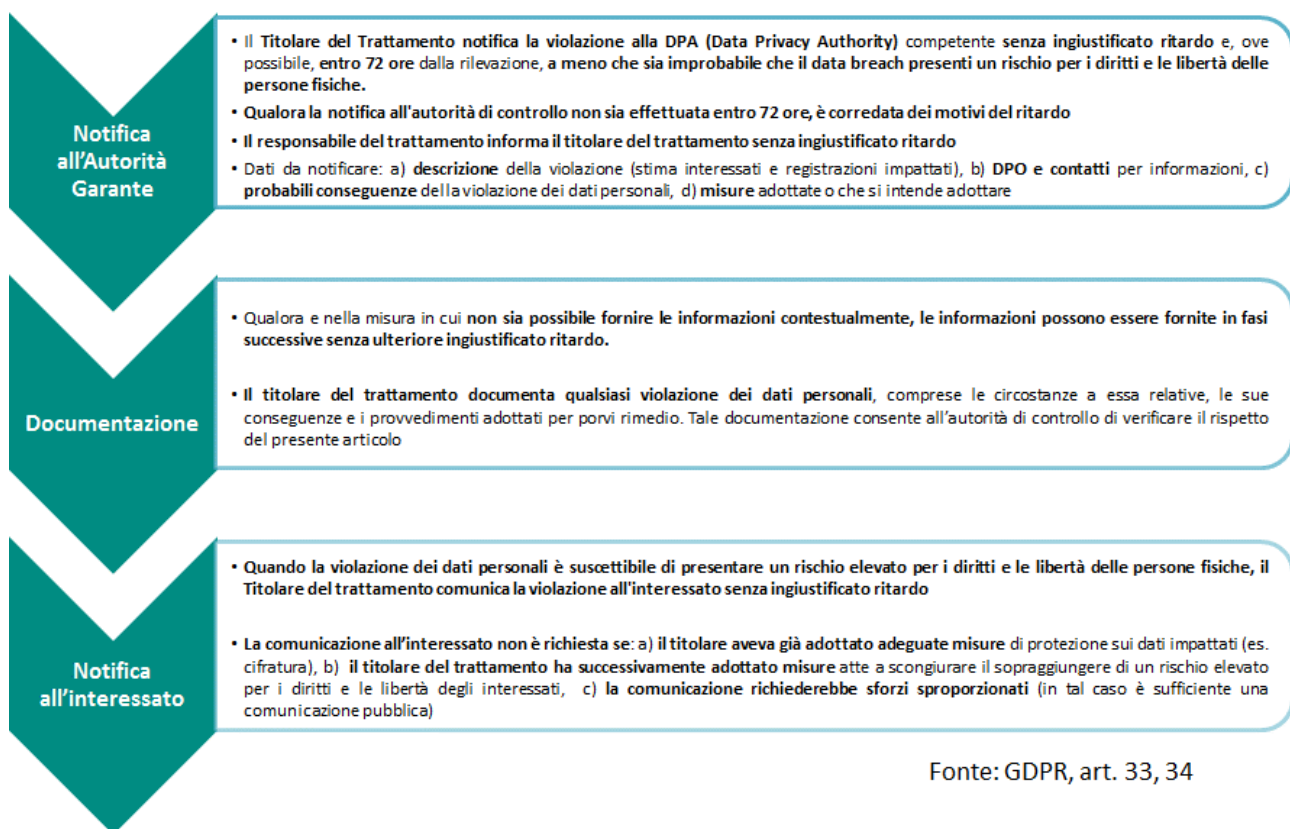 Notifica
all'Autorità
Garante
• Il Titolare del Trattamento notifica la violazione alla DPA (Data Privacy Authority) competente senza ingiustificato ritardo e, ove
possibile, entro 72 ore dalla rilevazione, a meno che sia improbabile che il data breach presenti un rischio per i diritti e le libertà delle
persone fisiche.
• Qualora la notifica all'autorità di controllo non sia effettuata entro 72 ore, è corredata dei motivi del ritardo
• Il responsabile del trattamento informa il titolare del trattamento senza ingiustificato ritardo
• Dati da notificare: a) descrizione della violazione (stima interessati e registrazioni impattati), b) DPO e contatti per informazioni, c)
probabili conseguenze della violazione dei dati personali, d) misure adottate o che si intende adottare
Documentazione
• Qualora e nella misura in cui non sia possibile fornire le informazioni contestualmente, le informazioni possono essere fornite in fasi
successive senza ulteriore ingiustificato ritardo.
• Il titolare del trattamento documenta qualsiasi violazione dei dati personali, comprese le circostanze a essa relative, le sue
conseguenze e i provvedimenti adottati per porvi rimedio. Tale documentazione consente all'autorità di controllo di verificare il rispetto
del presente articolo
Notifica
all'interessato
• Quando la violazione dei dati personali è suscettibile di presentare un rischio elevato per i diritti e le libertà delle persone fisiche, il
Titolare del trattamento comunica la violazione all'interessato senza ingiustificato ritardo
• La comunicazione all'interessato non è richiesta se: a) il titolare aveva già adottato adeguate misure di protezione sui dati impattati (es.
cifratura), b) il titolare del trattamento ha successivamente adottato misure atte a scongiurare il sopraggiungere di un rischio elevato
per i diritti e le libertà degli interessati, c) la comunicazione richiederebbe sforzi sproporzionati (in tal caso è sufficiente una
comunicazione pubblica)
Fonte: GDPR, art. 33, 34